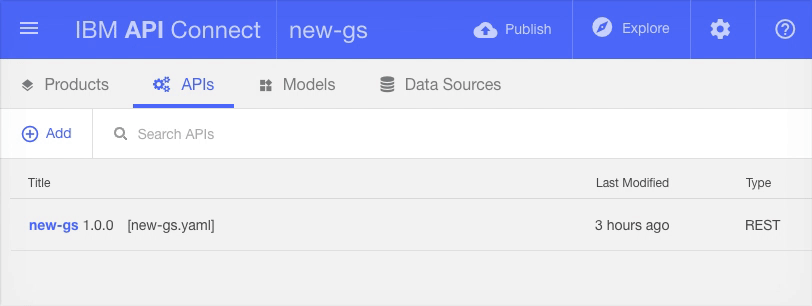 IBM API Connect new-gs Publish Explore
Products APIs Models Data Sources
Add Search APIs
Title Last Modified Type
new-gs 1.0.0 [new-gs.yaml] 3 hours ago REST